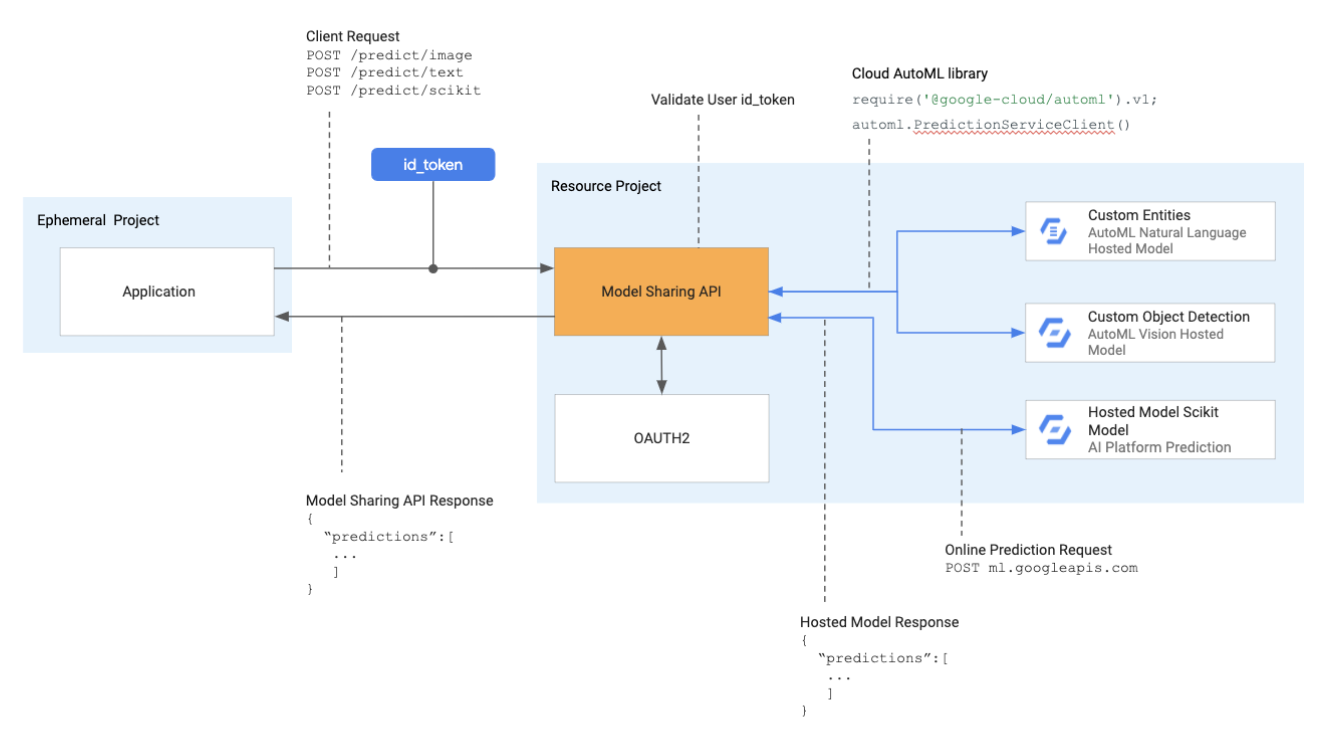 Client Request
POST /predict/image
POST /predict/text
POST /predict/scikit
Validate User id_token
Cloud AutoML library
require('@google-cloud/automl').v1;
automl.PredictionServiceClient()
id_token
Ephemeral Project
Application
Resource Project
Model Sharing API
OAUTH2
Custom Entities
AutoML Natural Language
Hosted Model
Custom Object Detection
AutoML Vision Hosted
Model
Hosted Model Scikit
Model
AI Platform Prediction
Model Sharing API Response
{
“predictions”:[
...
]
}
Online Prediction Request
POST ml.googleapis.com
Hosted Model Response
{
“predictions”:[
...
]
}